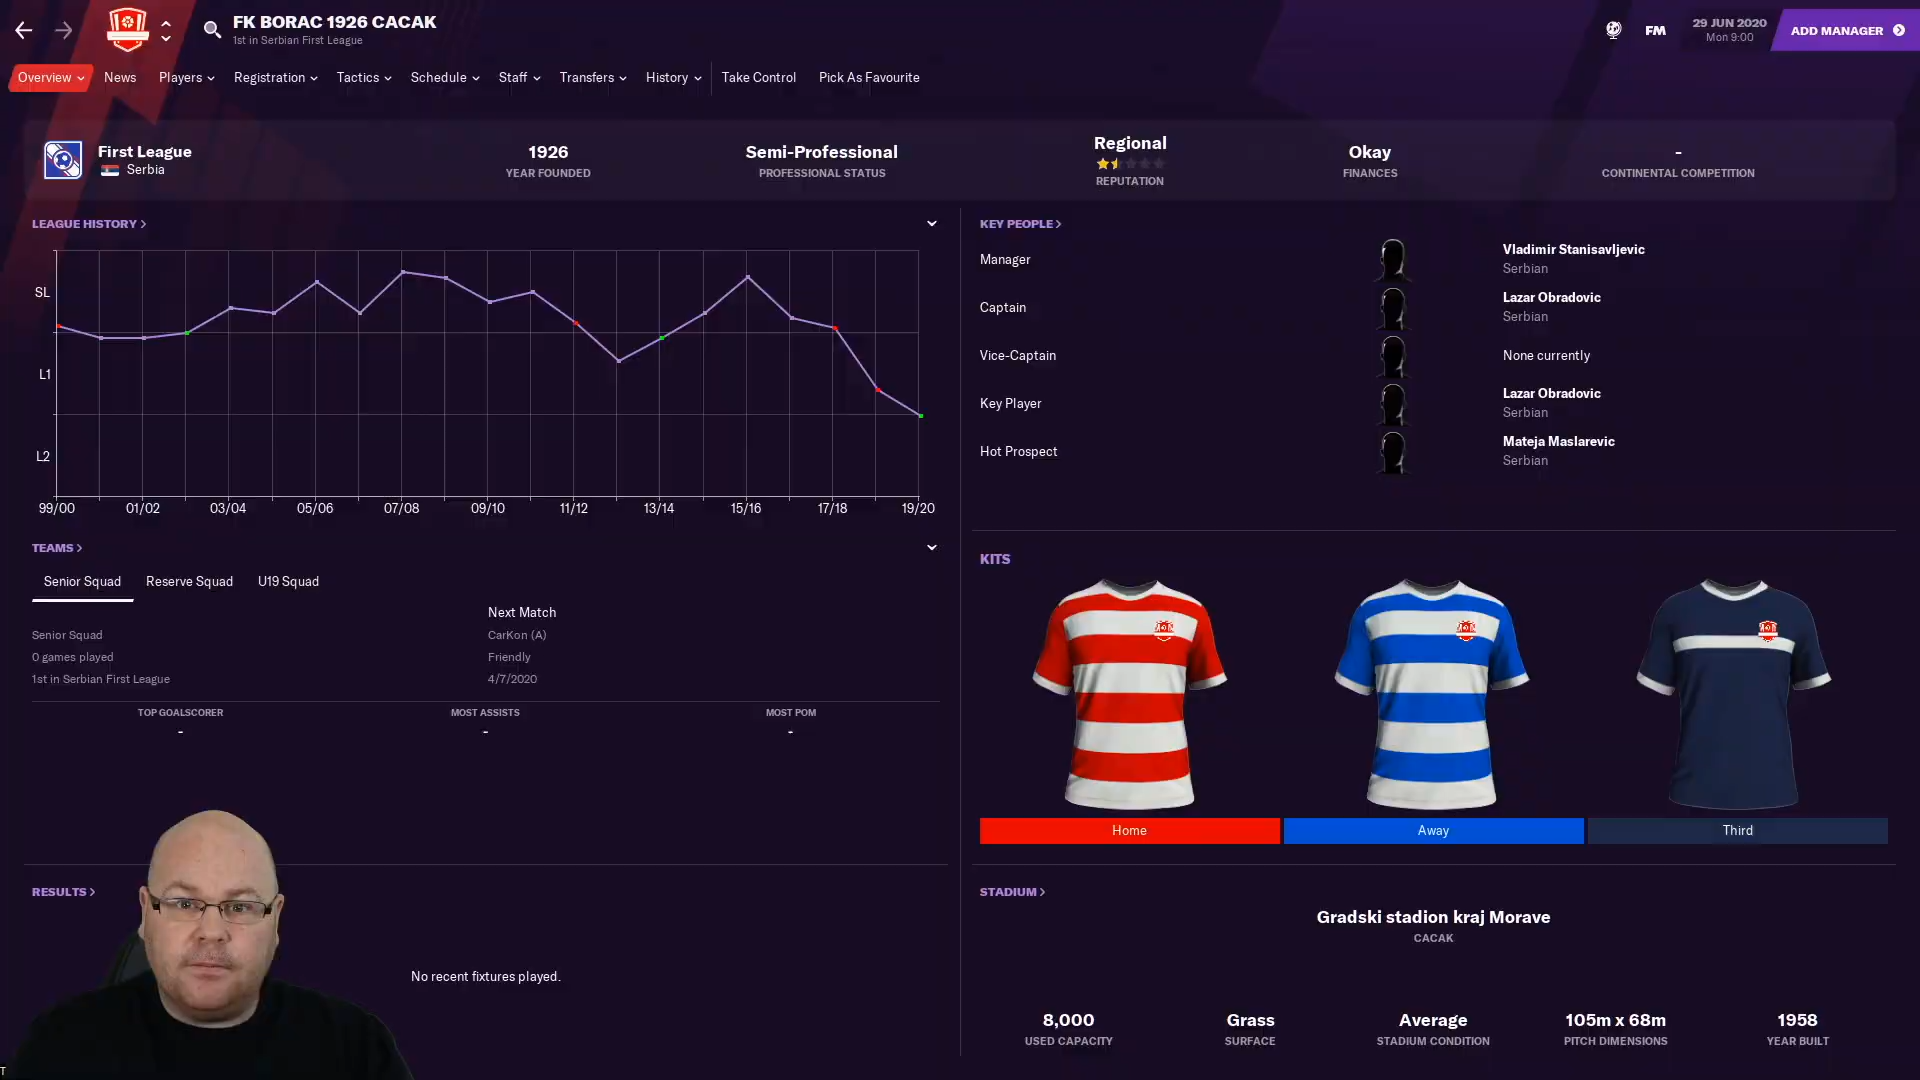 FK BORAC 1926 CACAK
1st in Serbian First League
FM
29 JUN 2020
Mon 9:00
ADD MANAGER
Overview
News
Players
Registration
Tactics
Schedule
Staff
Transfers
History
Take Control
Pick As Favourite
First League
Serbia
1926
YEAR FOUNDED
Semi-Professional
PROFESSIONAL STATUS
Regional
REPUTATION
Okay
FINANCES
-
CONTINENTAL COMPETITION
LEAGUE HISTORY
SL
L1
L2
99/00 01/02 03/04 05/06 07/08 09/10 11/12 13/14 15/16 17/18 19/20
KEY PEOPLE
Manager
Vladimir Stanisavljevic
Serbian
Captain
Lazar Obradovic
Serbian
Vice-Captain
None currently
Key Player
Lazar Obradovic
Serbian
Hot Prospect
Mateja Maslarevic
Serbian
TEAMS
Senior Squad
Reserve Squad
U19 Squad
Senior Squad
0 games played
1st in Serbian First League
Next Match
CarKon (A)
Friendly
4/7/2020
TOP GOALSCORER
-
MOST ASSISTS
-
MOST POM
-
KITS
Home
Away
Third
RESULTS
No recent fixtures played.
STADIUM
Gradski stadion kraj Morave
CACAK
8,000
USED CAPACITY
Grass
SURFACE
Average
STADIUM CONDITION
105m x 68m
PITCH DIMENSIONS
1958
YEAR BUILT
T